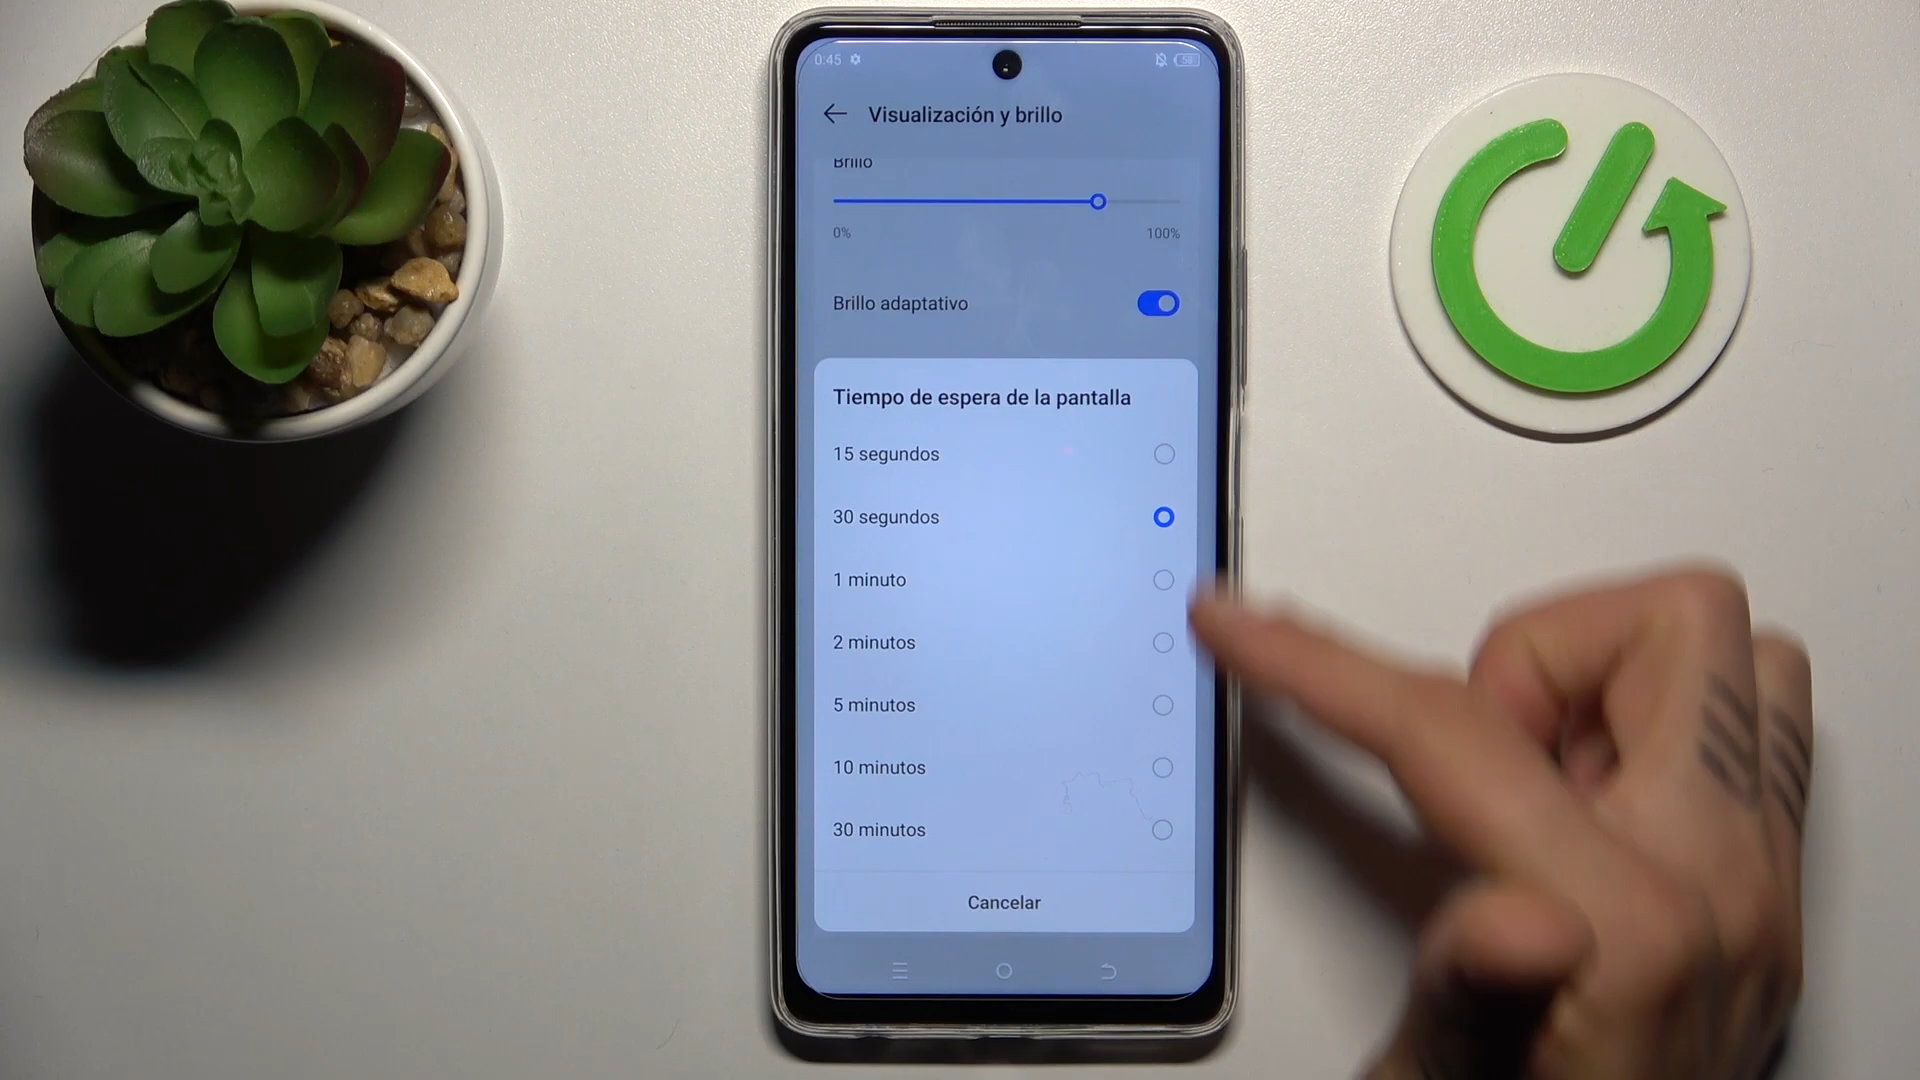 0:45
58
Visualización y brillo
Brillo
0%
100%
Brillo adaptativo
Tiempo de espera de la pantalla
15 segundos
30 segundos
1 minuto
2 minutos
5 minutos
10 minutos
30 minutos
Cancelar